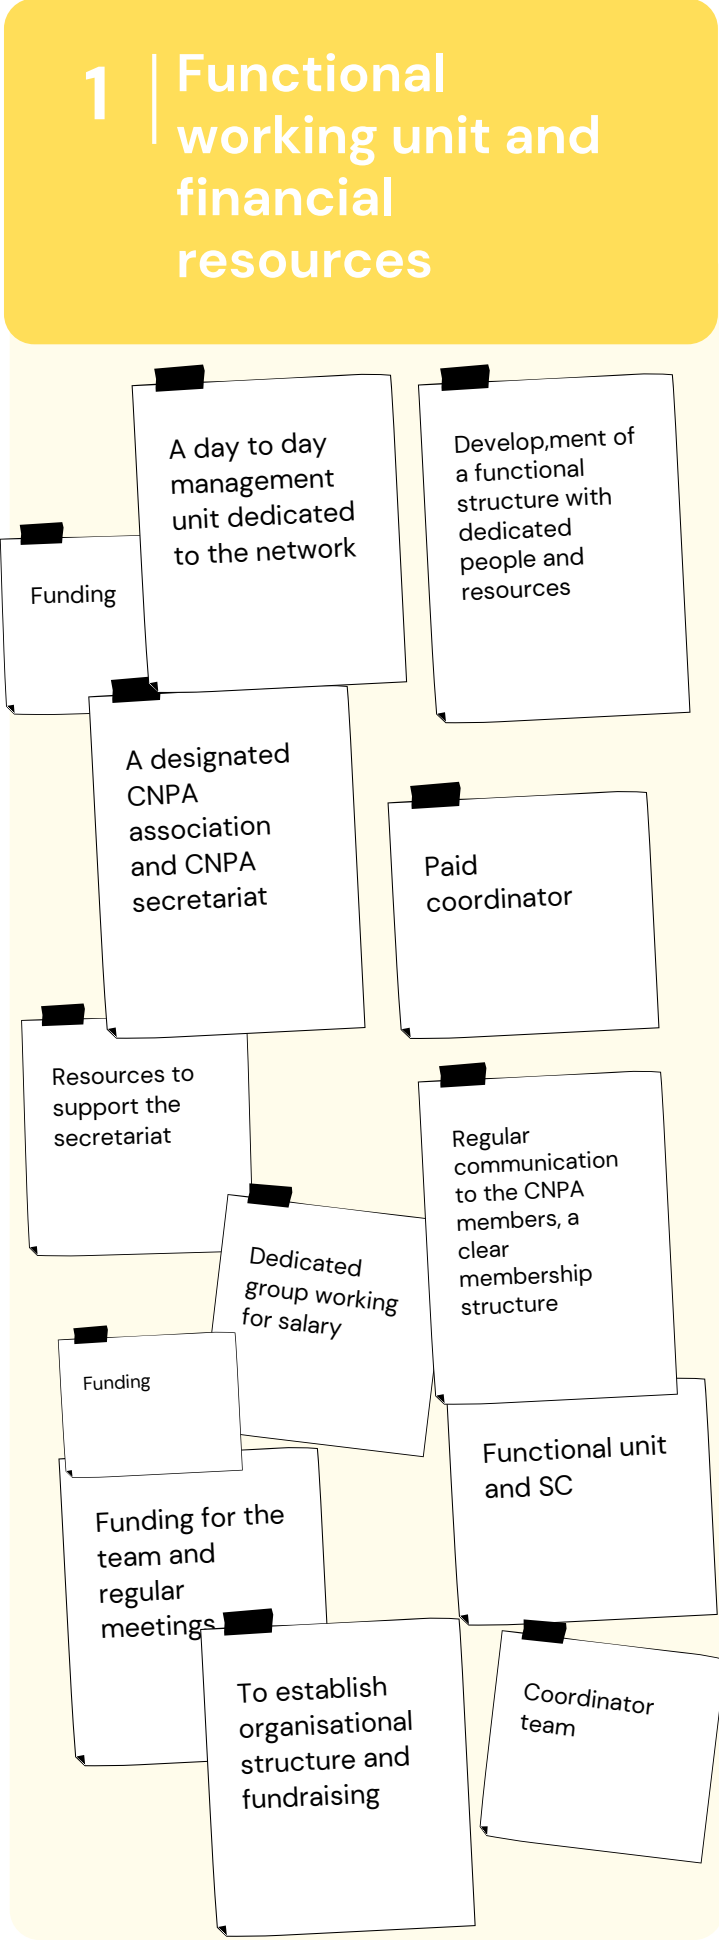 1
Functional
working unit and
financial
resources
A day to day
management
unit dedicated
to the network
Develop,ment of
a functional
structure with
dedicated
people and
resources
Funding
A designated
CNPA
association
and CNPA
secretariat
Paid
coordinator
Resources to
support the
secretariat
Regular
communication
to the CNPA
members, a
clear
membership
structure
Dedicated
group working
for salary
Funding
Functional unit
and SC
Funding for the
team and
regular
meetings
To establish
organisational
structure and
fundraising
Coordinator
team